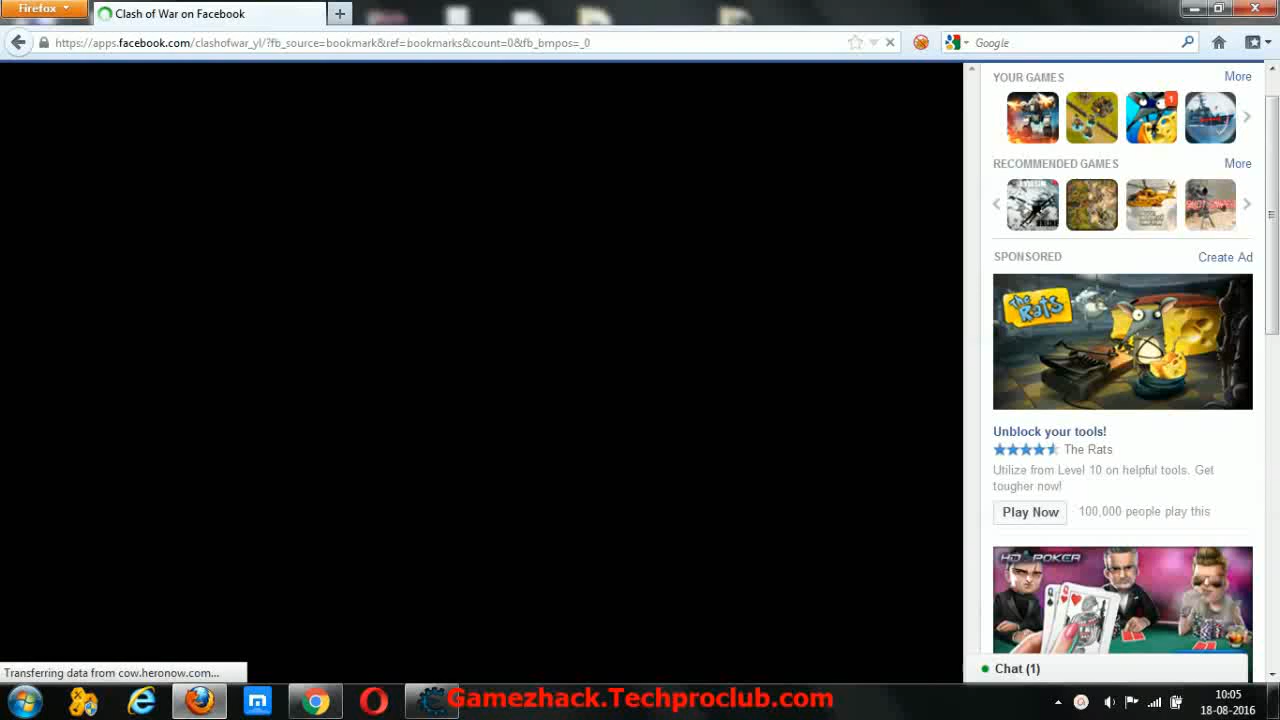 Firefox
Clash of War on Facebook
https://apps.facebook.com/clashofwar_yl/?fb_source=bookmark&ref=bookmarks&count=0&fb_bmpos=_0
Google
YOUR GAMES
More
1
RECOMMENDED GAMES
More
ONLINE
SPONSORED
Create Ad
The Rats
Unblock your tools!
The Rats
Utilize from Level 10 on helpful tools. Get
tougher now!
Play Now
100,000 people play this
HD POKER
Chat (1)
Transferring data from cow.heronow.com...
Gamezhack.Techproclub.com
10:05
18-08-2016